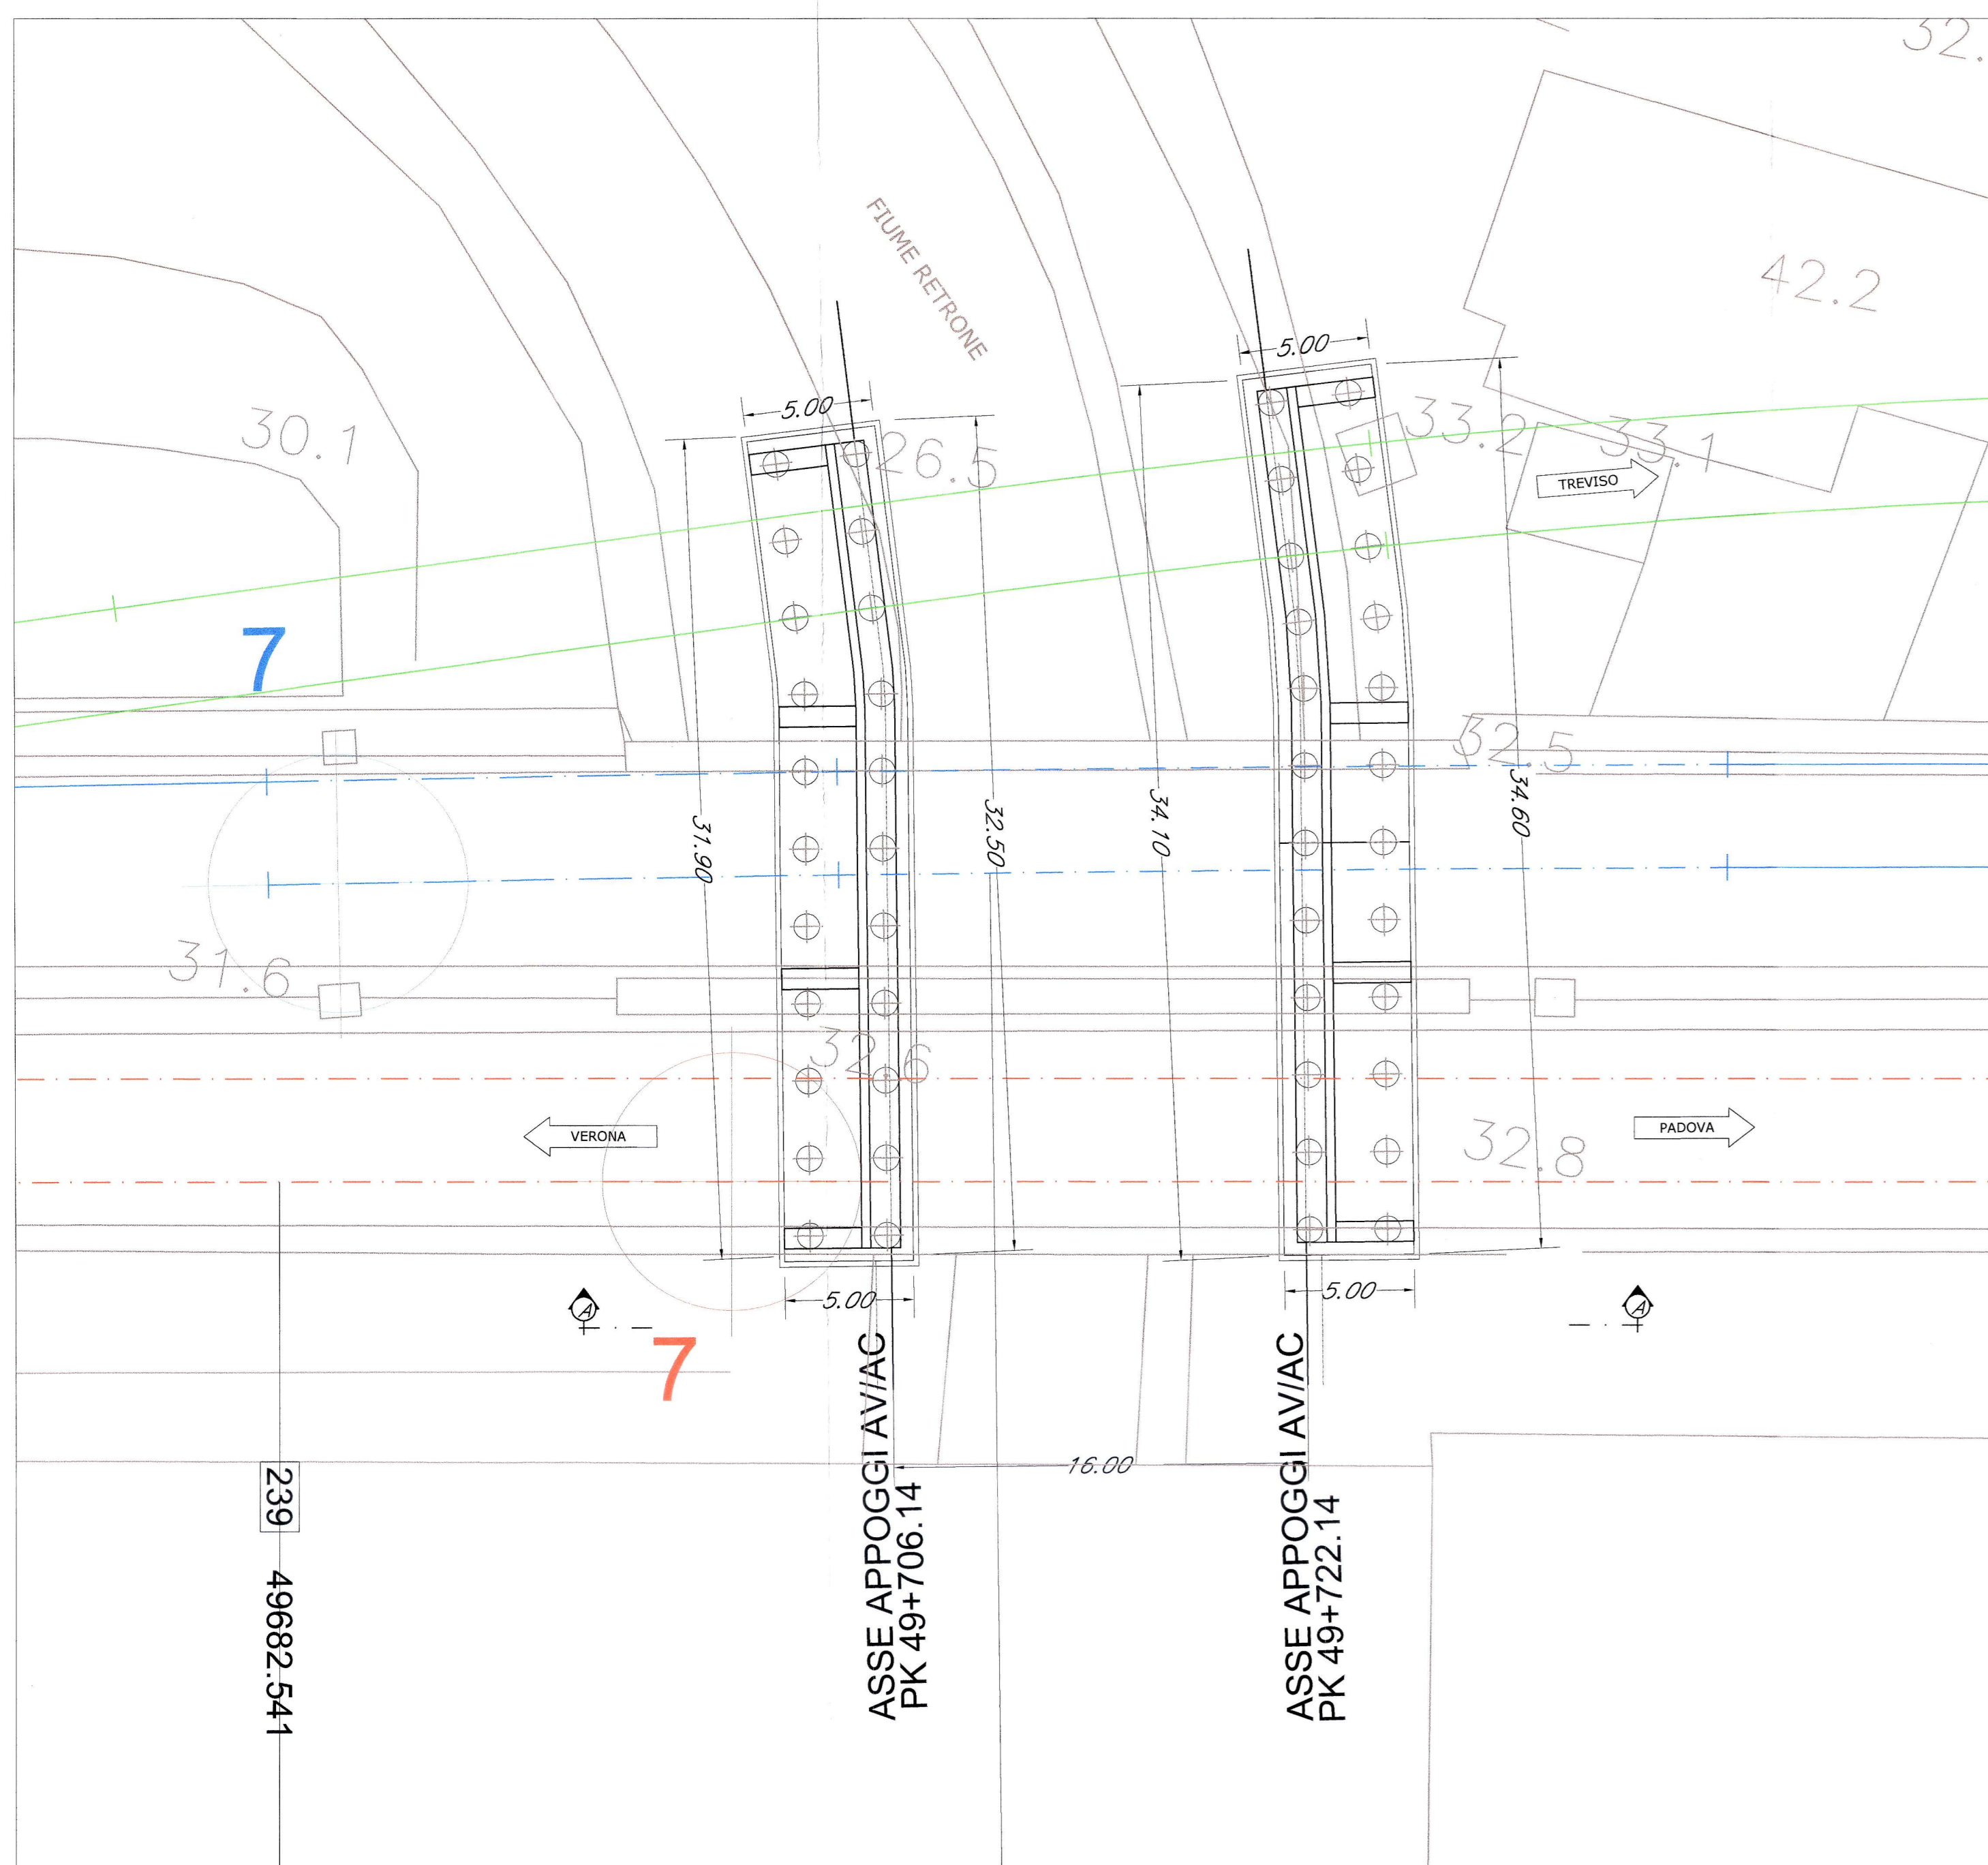 32.
FIUME RETRONE
42.2
5.00
5.00
30.1
26.5
33.2
33.1
TREVISO
7
32.5
31.90
32.50
34.10
34.60
31.6
32.6
VERONA
PADOVA
32.8
5.00
5.00
A
A
7
ASSE APPOGGI AV/AC
PK 49+706.14
ASSE APPOGGI AV/AC
PK 49+722.14
16.00
239 49682.541